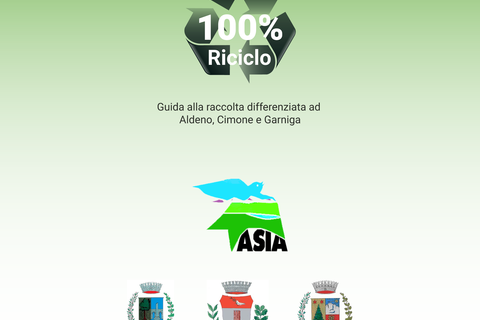 100%
Riciclo
Guida alla raccolta differenziata ad
Aldeno, Cimone e Garniga
ASIA